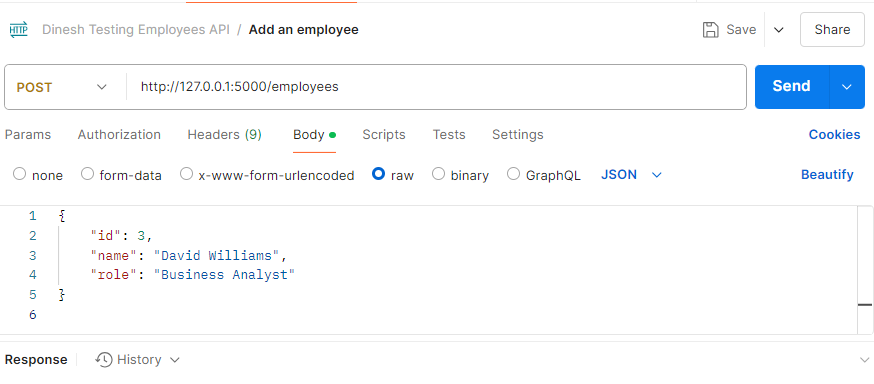 HTTP Dinesh Testing Employees API / Add an employee Save Share
POST http://127.0.0.1:5000/employees Send
Params Authorization Headers (9) Body Scripts Tests Settings Cookies
none form-data x-www-form-urlencoded raw binary GraphQL JSON Beautify
1 {
2 "id": 3,
3 "name": "David Williams",
4 "role": "Business Analyst"
5 }
6
Response History